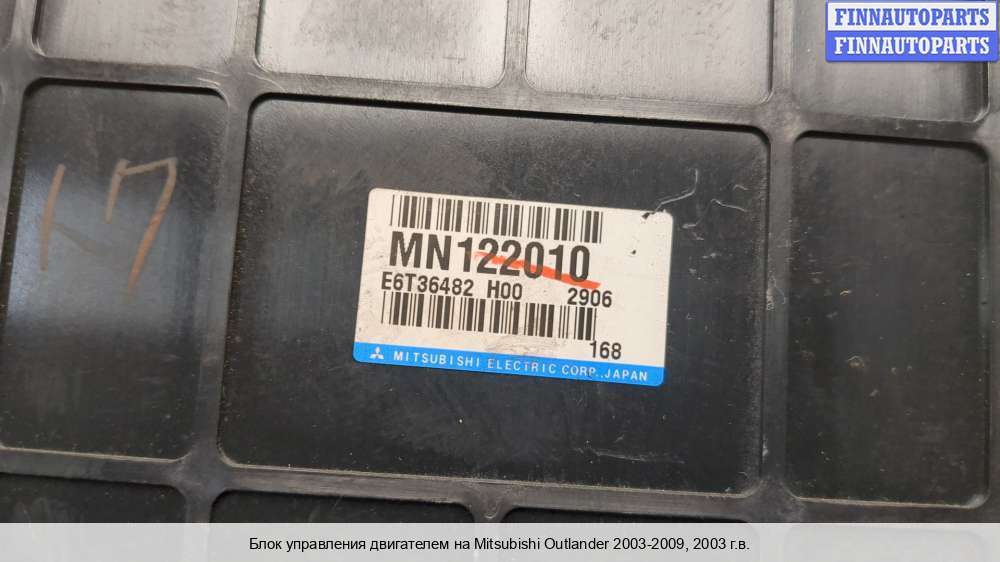 FINNAUTOPARTS
FINNAUTOPARTS
17
MN122010
E6T36482 H00 2906
168
MITSUBISHI ELECTRIC CORP., JAPAN
Блок управления двигателем на Mitsubishi Outlander 2003-2009, 2003 г.в.